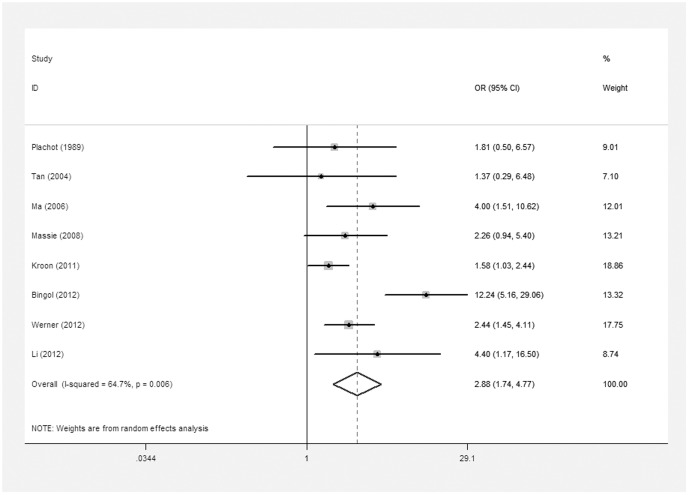 Study %
ID OR (95% CI) Weight
Plachot (1989) 1.81 (0.50, 6.57) 9.01
Tan (2004) 1.37 (0.29, 6.48) 7.10
Ma (2006) 4.00 (1.51, 10.62) 12.01
Massie (2008) 2.26 (0.94, 5.40) 13.21
Kroon (2011) 1.58 (1.03, 2.44) 18.86
Bingol (2012) 12.24 (5.16, 29.06) 13.32
Werner (2012) 2.44 (1.45, 4.11) 17.75
Li (2012) 4.40 (1.17, 16.50) 8.74
Overall (I-squared = 64.7%, p = 0.006) 2.88 (1.74, 4.77) 100.00
NOTE: Weights are from random effects analysis
.0344 1 29.1